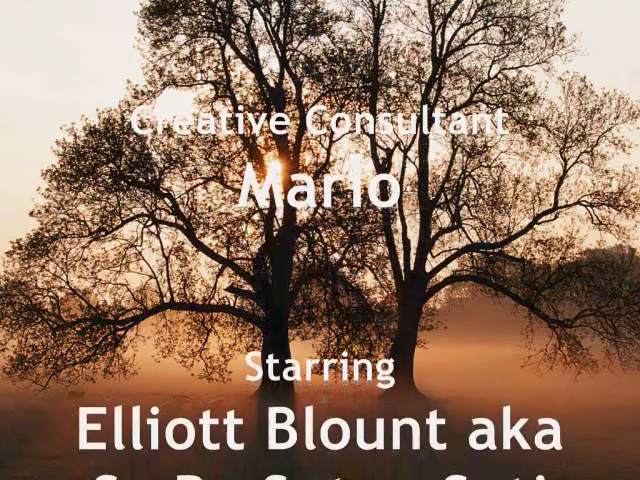 Creative Consultant
Marlo
Starring
Elliott Blount aka